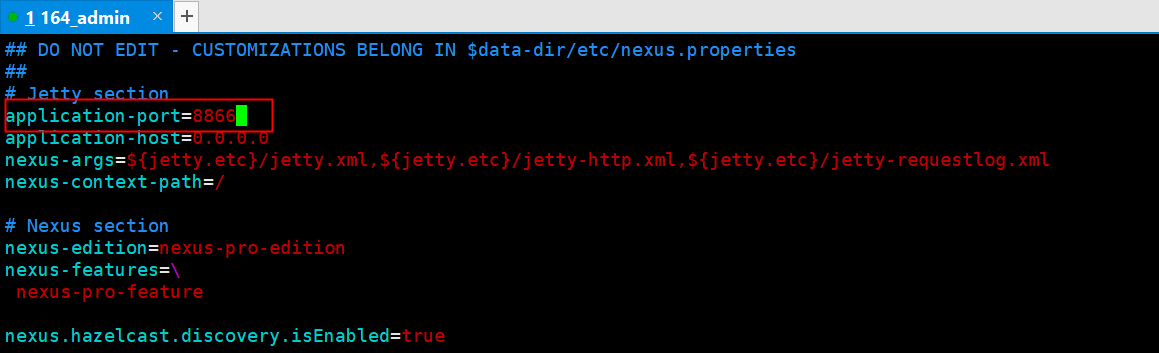 1 164_admin × +
## DO NOT EDIT - CUSTOMIZATIONS BELONG IN $data-dir/etc/nexus.properties
##
# Jetty section
application-port=8866
application-host=0.0.0.0
nexus-args=${jetty.etc}/jetty.xml,${jetty.etc}/jetty-http.xml,${jetty.etc}/jetty-requestlog.xml
nexus-context-path=/
# Nexus section
nexus-edition=nexus-pro-edition
nexus-features=\
nexus-pro-feature
nexus.hazelcast.discovery.isEnabled=true